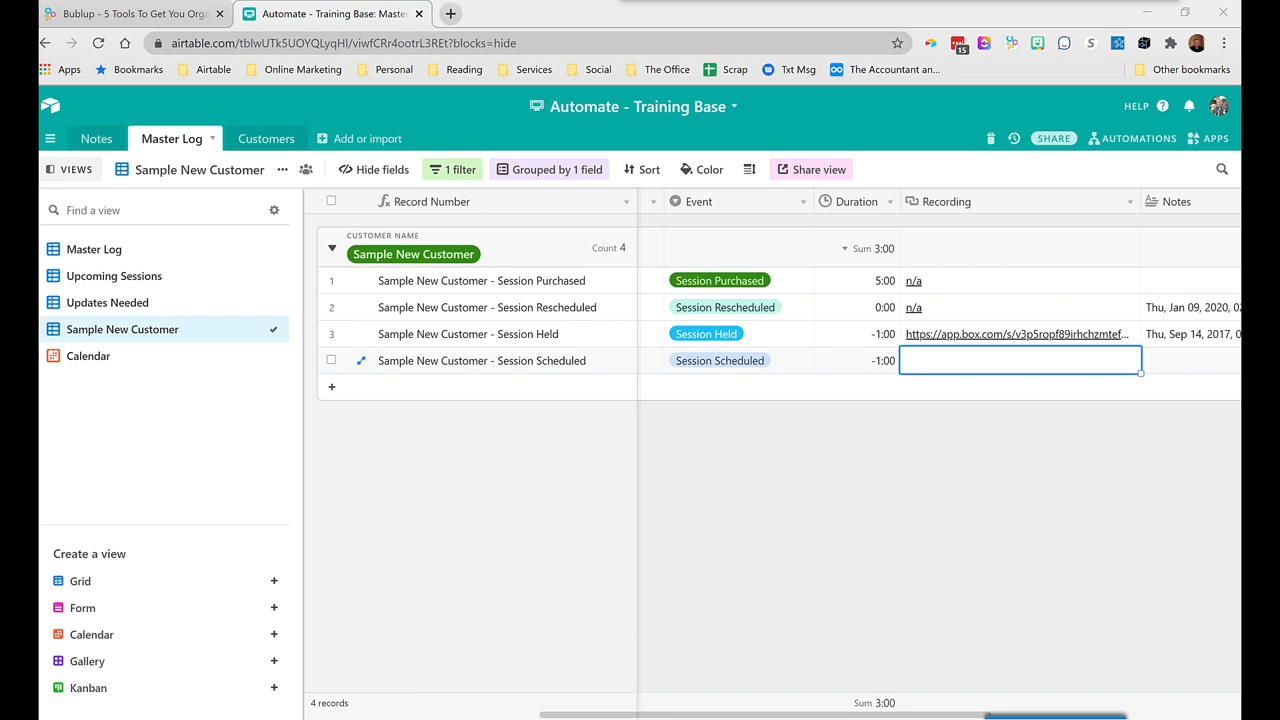 Bublup - 5 Tools To Get You Orga
Automate - Training Base: Maste
airtable.com/tblwUTk5UOYQLyqHI/viwfCRr4ootrL3REt?blocks=hide
15
Apps
Bookmarks
Airtable
Online Marketing
Personal
Reading
Services
Social
The Office
Scrap
Txt Msg
The Accountant an...
Other bookmarks
Automate - Training Base
HELP
Notes
Master Log
Customers
Add or import
SHARE
AUTOMATIONS
APPS
VIEWS
Sample New Customer
Hide fields
1 filter
Grouped by 1 field
Sort
Color
Share view
Find a view
Master Log
Upcoming Sessions
Updates Needed
Sample New Customer
Calendar
Create a view
Grid
Form
Calendar
Gallery
Kanban
Record Number
Event
Duration
Recording
Notes
CUSTOMER NAME
Sample New Customer
Count 4
Sum 3:00
1 Sample New Customer - Session Purchased Session Purchased 5:00 n/a
2 Sample New Customer - Session Rescheduled Session Rescheduled 0:00 n/a Thu, Jan 09, 2020, 02
3 Sample New Customer - Session Held Session Held -1:00 https://app.box.com/s/v3p5ropf89irhchzmtef... Thu, Sep 14, 2017, 0
Sample New Customer - Session Scheduled Session Scheduled -1:00
4 records
Sum 3:00